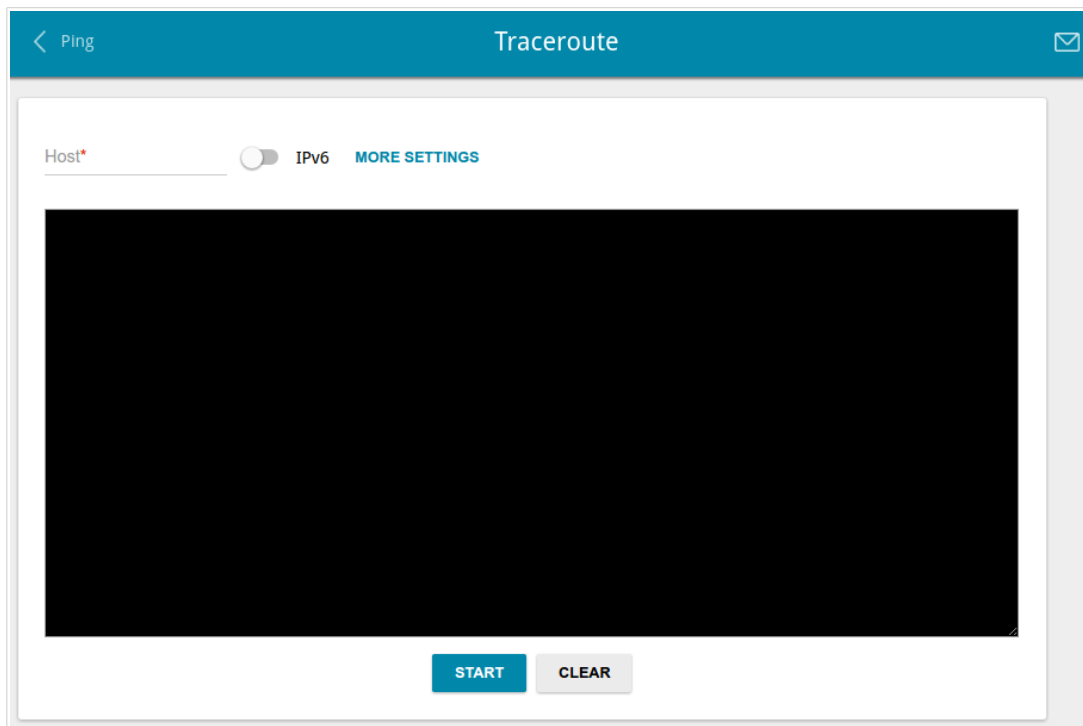 Ping
Traceroute
Host*
IPv6
MORE SETTINGS
START
CLEAR